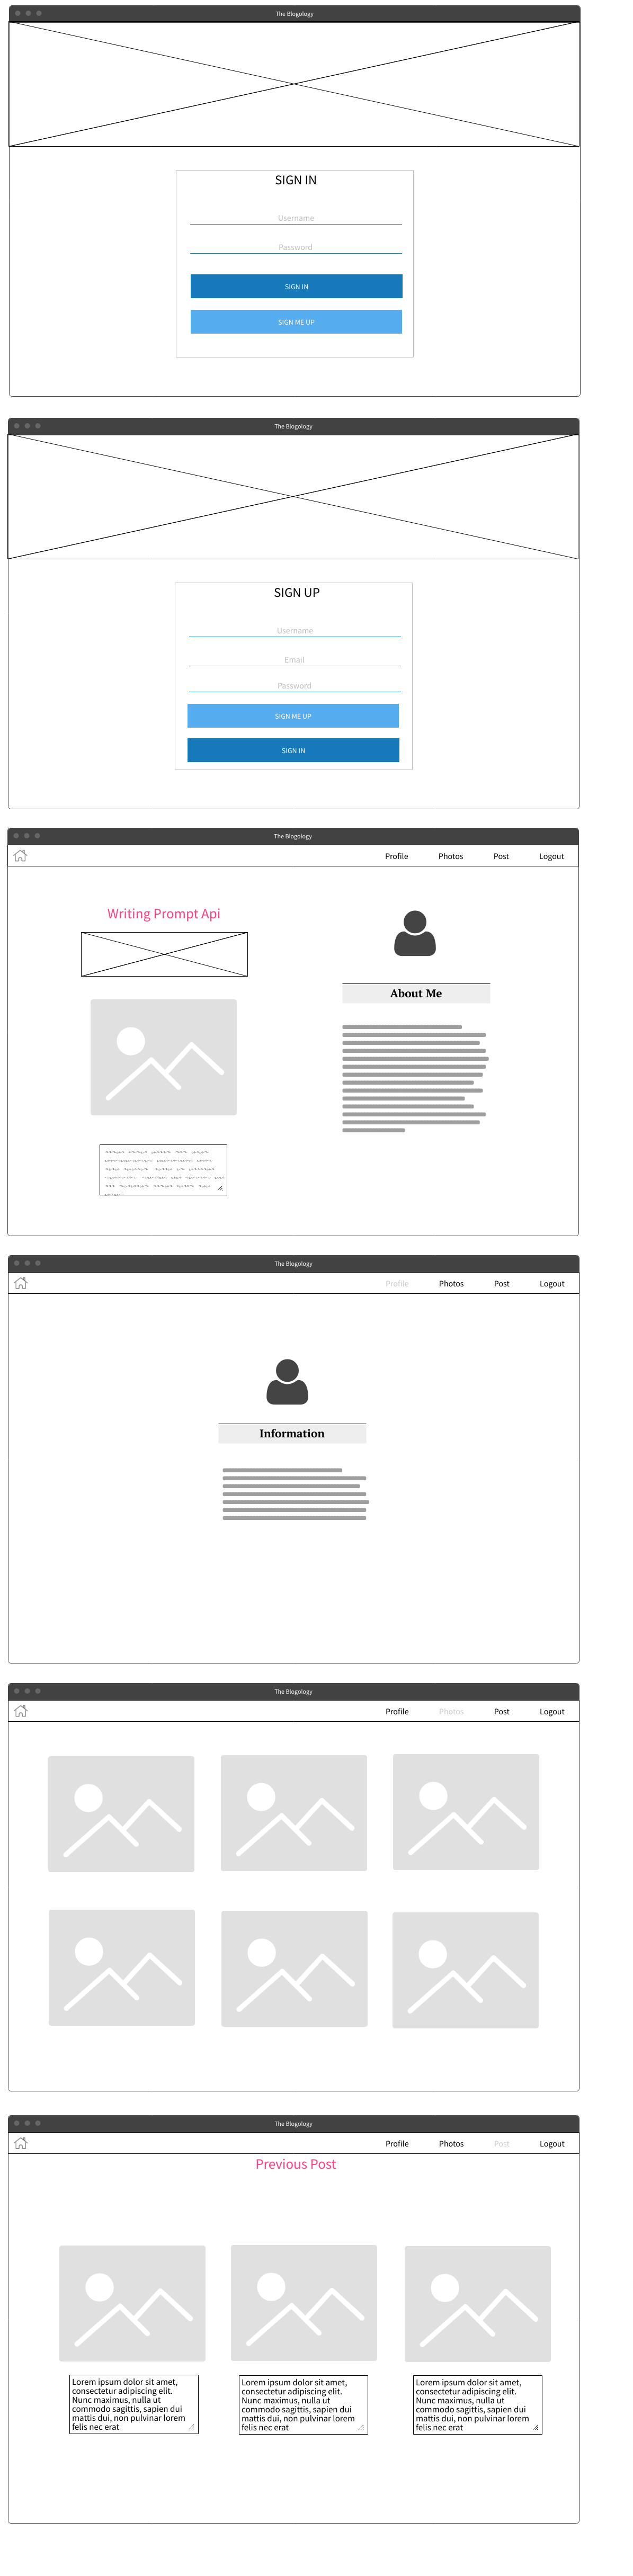 The Blogology
SIGN IN
Username
Password
SIGN IN
SIGN ME UP
The Blogology
SIGN UP
Username
Email
Password
SIGN ME UP
SIGN IN
The Blogology
Profile Photos Post Logout
Writing Prompt Api
About Me
The Blogology
Profile Photos Post Logout
Information
The Blogology
Profile Photos Post Logout
The Blogology
Profile Photos Post Logout
Previous Post
Lorem ipsum dolor sit amet,
consectetur adipiscing elit.
Nunc maximus, nulla ut
commodo sagittis, sapien dui
mattis dui, non pulvinar lorem
felis nec erat
Lorem ipsum dolor sit amet,
consectetur adipiscing elit.
Nunc maximus, nulla ut
commodo sagittis, sapien dui
mattis dui, non pulvinar lorem
felis nec erat
Lorem ipsum dolor sit amet,
consectetur adipiscing elit.
Nunc maximus, nulla ut
commodo sagittis, sapien dui
mattis dui, non pulvinar lorem
felis nec erat